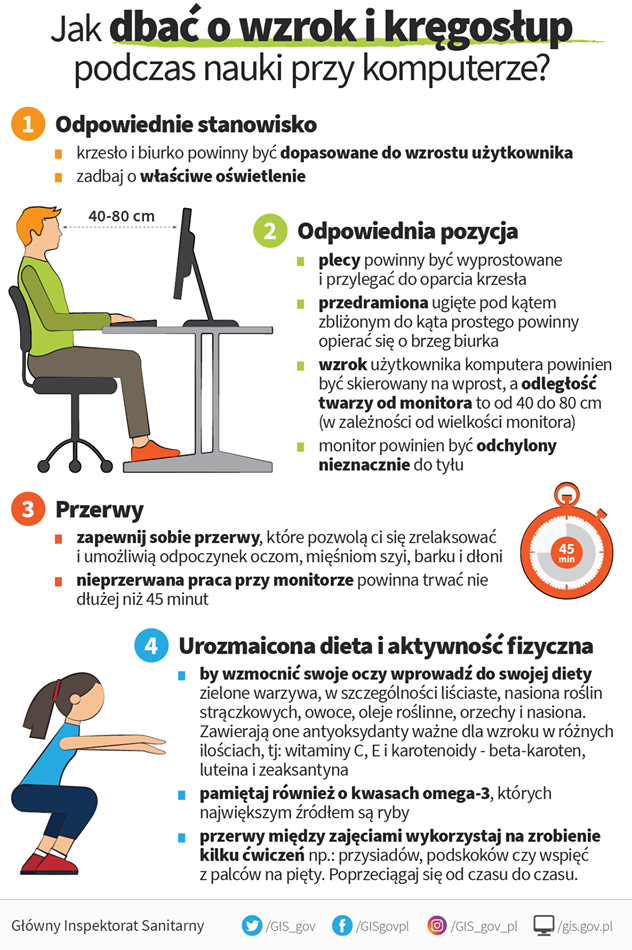 Jak dbać o wzrok i kręgosłup
podczas nauki przy komputerze?
1 Odpowiednie stanowisko
krzesło i biurko powinny być dopasowane do wzrostu użytkownika
zadbaj o właściwe oświetlenie
40-80 cm
2 Odpowiednia pozycja
plecy powinny być wyprostowane
i przylegać do oparcia krzesła
przedramiona ugięte pod kątem
zbliżonym do kąta prostego powinny
opierać się o brzeg biurka
wzrok użytkownika komputera powinien
być skierowany na wprost, a odległość
twarzy od monitora to od 40 do 80 cm
(w zależności od wielkości monitora)
monitor powinien być odchylony
nieznacznie do tyłu
3 Przerwy
zapewnij sobie przerwy, które pozwolą ci się zrelaksować
i umożliwią odpoczynek oczom, mięśniom szyi, barku i dłoni
nieprzerwana praca przy monitorze powinna trwać nie
dłużej niż 45 minut
45
min
4 Urozmaicona dieta i aktywność fizyczna
by wzmocnić swoje oczy wprowadź do swojej diety
zielone warzywa, w szczególności liściaste, nasiona roślin
strączkowych, owoce, oleje roślinne, orzechy i nasiona.
Zawierają one antyoksydanty ważne dla wzroku w różnych
ilościach, tj: witaminy C, E i karotenoidy - beta-karoten,
luteina i zeaksantyna
pamiętaj również o kwasach omega-3, których
największym źródłem są ryby
przerwy między zajęciami wykorzystaj na zrobienie
kilku ćwiczeń np.: przysiadów, podskoków czy wspięć
z palców na pięty. Poprzeciągaj się od czasu do czasu.
Główny Inspektorat Sanitarny
/GIS_gov
/GISgovpl
/GIS_gov_pl
/gis.gov.pl